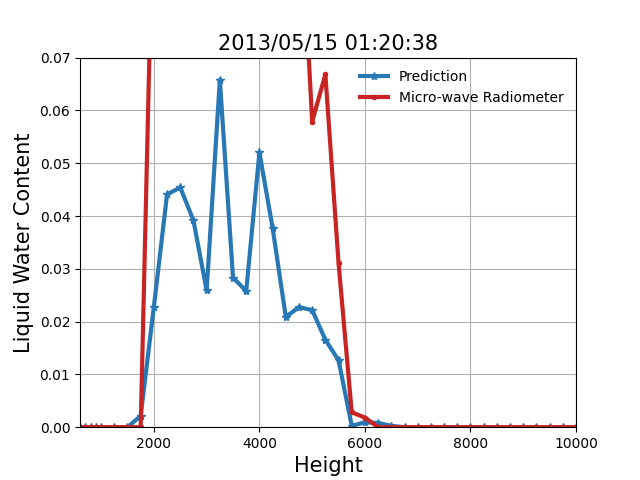 2013/05/15 01:20:38
0.07
0.06
0.05
0.04
0.03
0.02
0.01
0.00
Liquid Water Content
Prediction
Micro-wave Radiometer
2000 4000 6000 8000 10000
Height